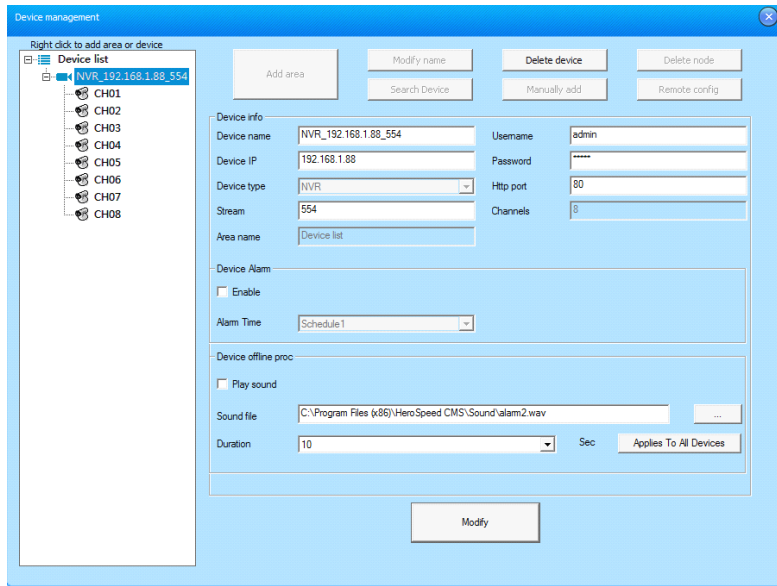 Device management
Right click to add area or device
Device list
NVR_192.168.1.88_554
CH01
CH02
CH03
CH04
CH05
CH06
CH07
CH08
Add area
Modify name
Delete device
Delete node
Search Device
Manually add
Remote config
Device info
Device name NVR_192.168.1.88_554 Username admin
Device IP 192.168.1.88 Password *****
Device type NVR Http port 80
Stream 554 Channels 8
Area name Device list
Device Alarm
Enable
Alarm Time Schedule1
Device offline proc
Play sound
Sound file C:\Program Files (x86)\HeroSpeed CMS\Sound\alarm2.wav ...
Duration 10 Sec Applies To All Devices
Modify